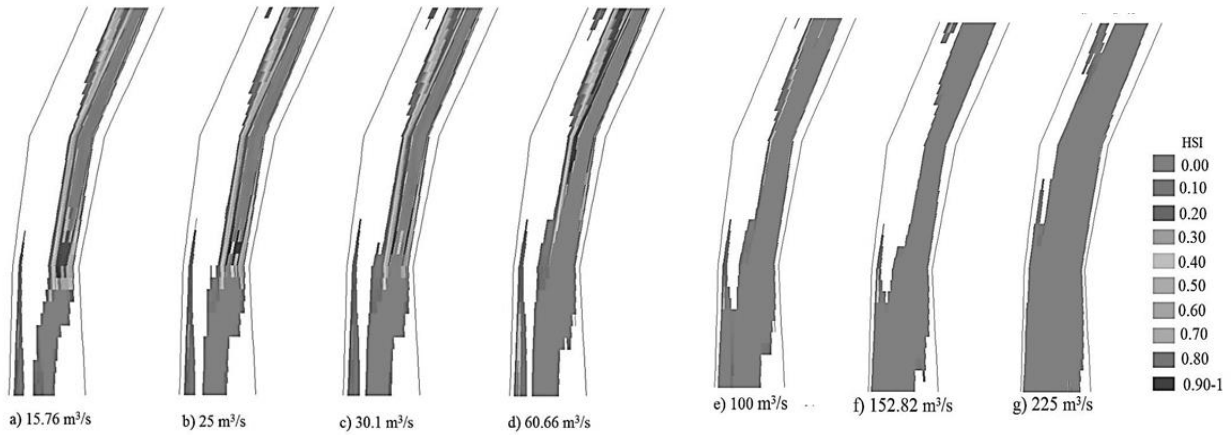 HSI
0.00
0.10
0.20
0.30
0.40
0.50
0.60
0.70
0.80
0.90-1
a) 15.76 m³/s
b) 25 m³/s
c) 30.1 m³/s
d) 60.66 m³/s
e) 100 m³/s
f) 152.82 m³/s
g) 225 m³/s